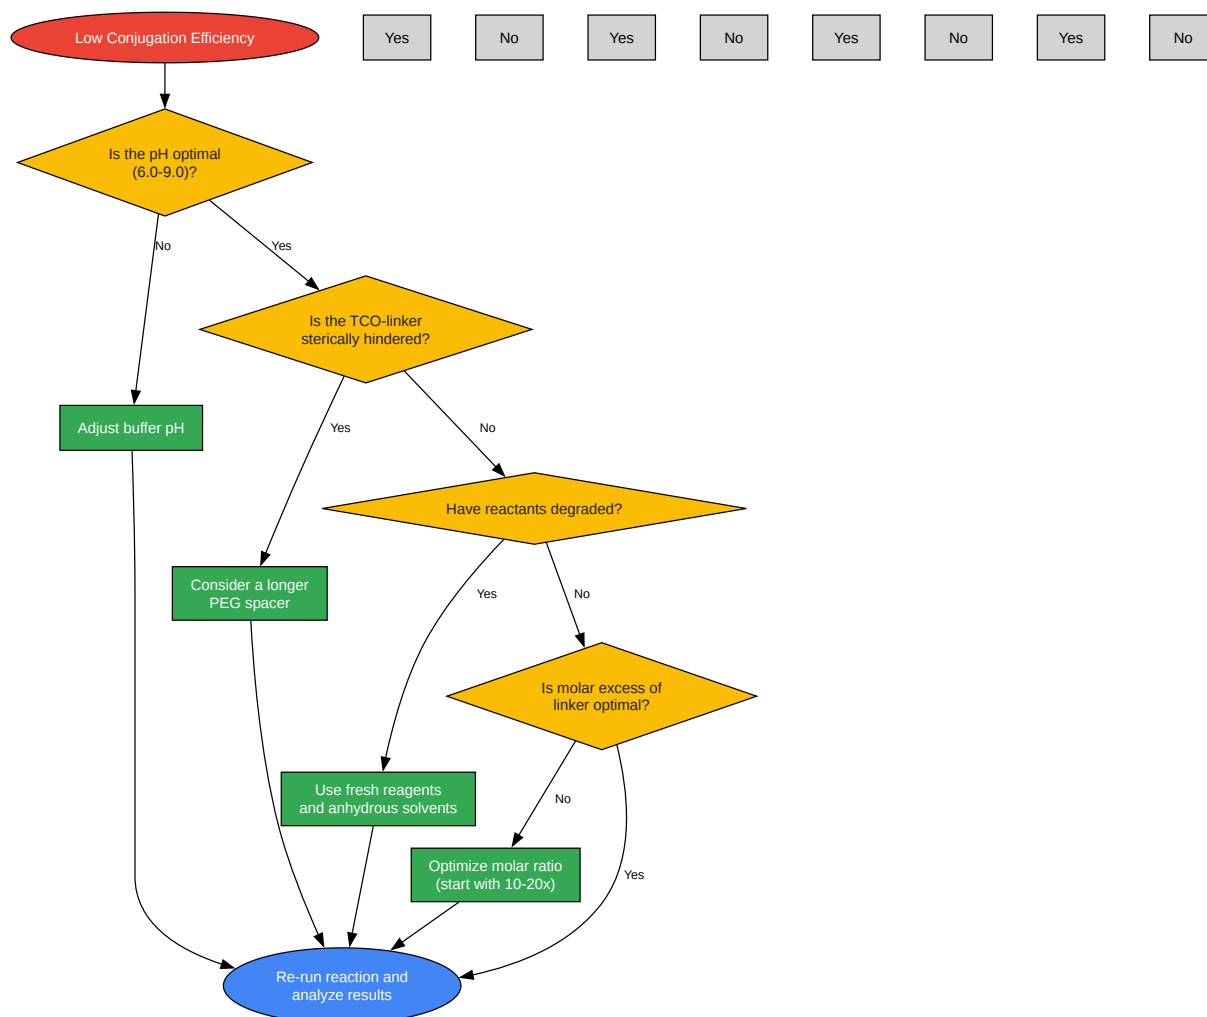 Low Conjugation Efficiency
Yes
No
Yes
No
Yes
No
Yes
No
Is the pH optimal
(6.0-9.0)?
No
Yes
Is the TCO-linker
sterically hindered?
Adjust buffer pH
Yes
No
Have reactants degraded?
Consider a longer
PEG spacer
Yes
No
Is molar excess of
linker optimal?
Use fresh reagents
and anhydrous solvents
No
Optimize molar ratio
(start with 10-20x)
Yes
Re-run reaction and
analyze results